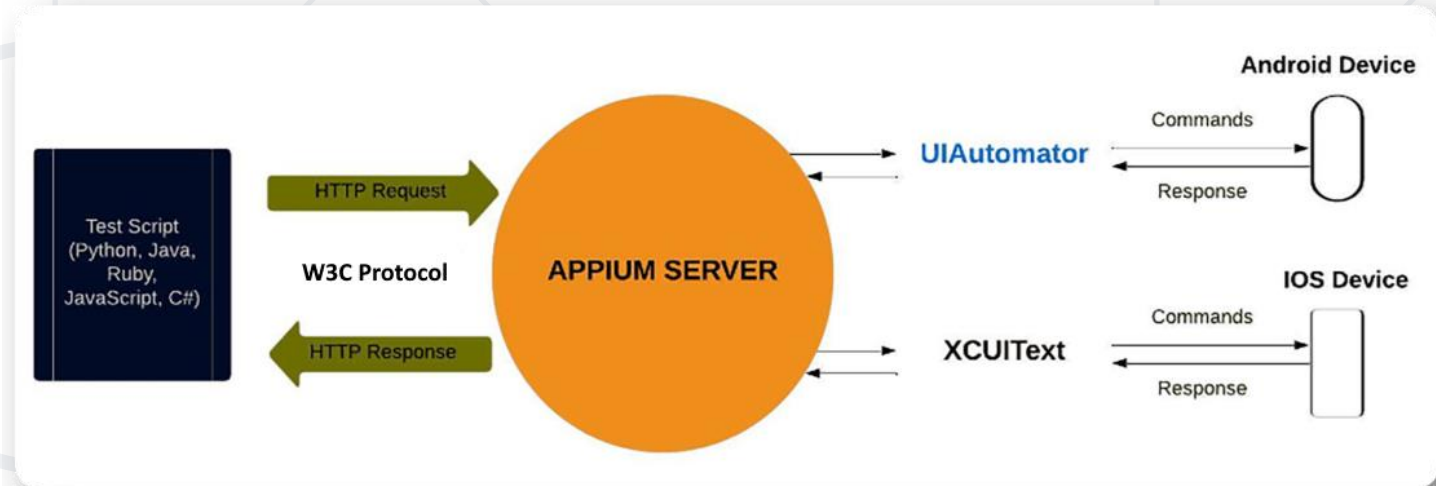 Test Script
(Python, Java,
Ruby,
JavaScript, C#)
HTTP Request
W3C Protocol
HTTP Response
APPIUM SERVER
UIAutomator
Commands
Response
Android Device
XCUIText
Commands
Response
IOS Device